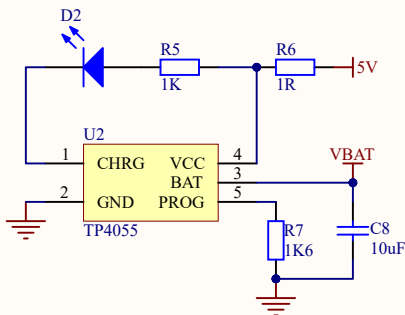 D2
R5
1K
R6
1R
5V
U2
1 CHRG VCC 4
BAT 3
2 GND PROG 5
TP4055
VBAT
R7
1K6
C8
10uF